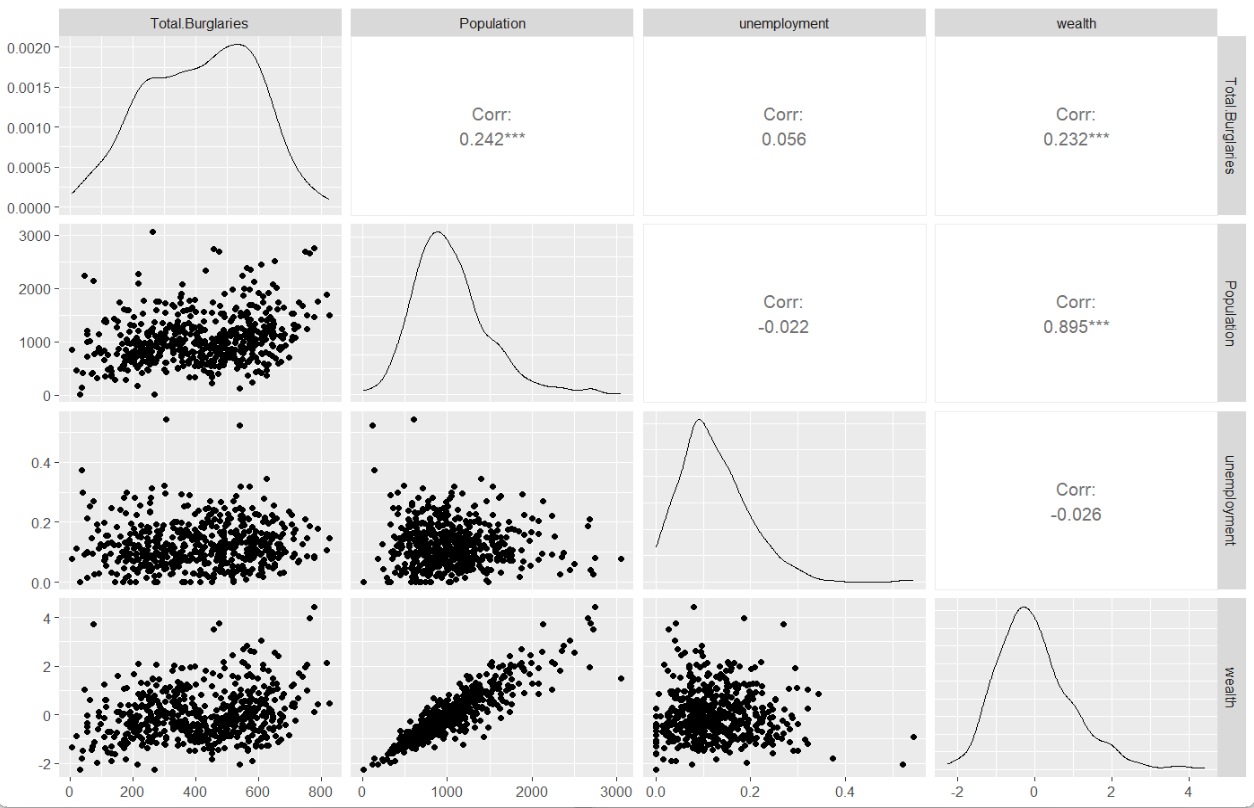 Total.Burglaries Population unemployment wealth
0.0020
0.0015
0.0010
0.0005
0.0000
Corr:
0.242***
Corr:
0.056
Corr:
0.232***
Total.Burglaries
3000
2000
1000
0
Corr:
-0.022
Corr:
0.895***
Population
0.4
0.2
0.0
Corr:
-0.026
unemployment
4
2
0
-2
wealth
0 200 400 600 800 0 1000 2000 3000 0.0 0.2 0.4 -2 0 2 4